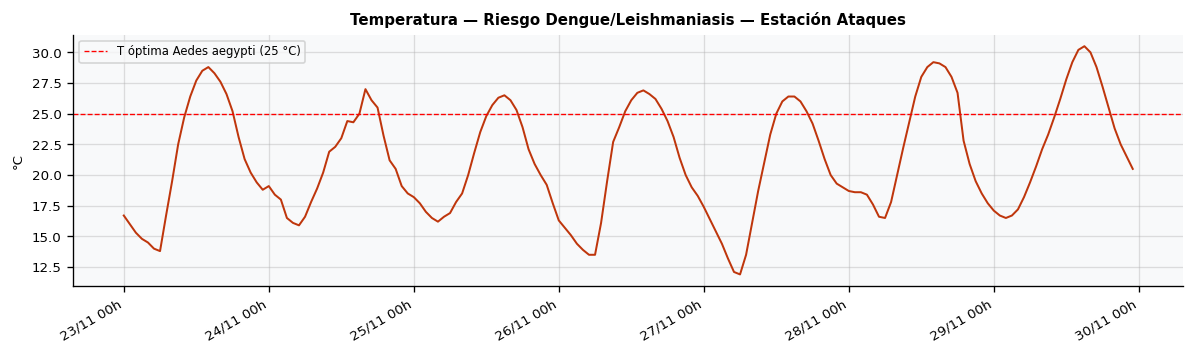 Temperatura — Riesgo Dengue/Leishmaniasis — Estación Ataques
T óptima Aedes aegypti (25 °C)
°C
30.0
27.5
25.0
22.5
20.0
17.5
15.0
12.5
23/11 00h
24/11 00h
25/11 00h
26/11 00h
27/11 00h
28/11 00h
29/11 00h
30/11 00h